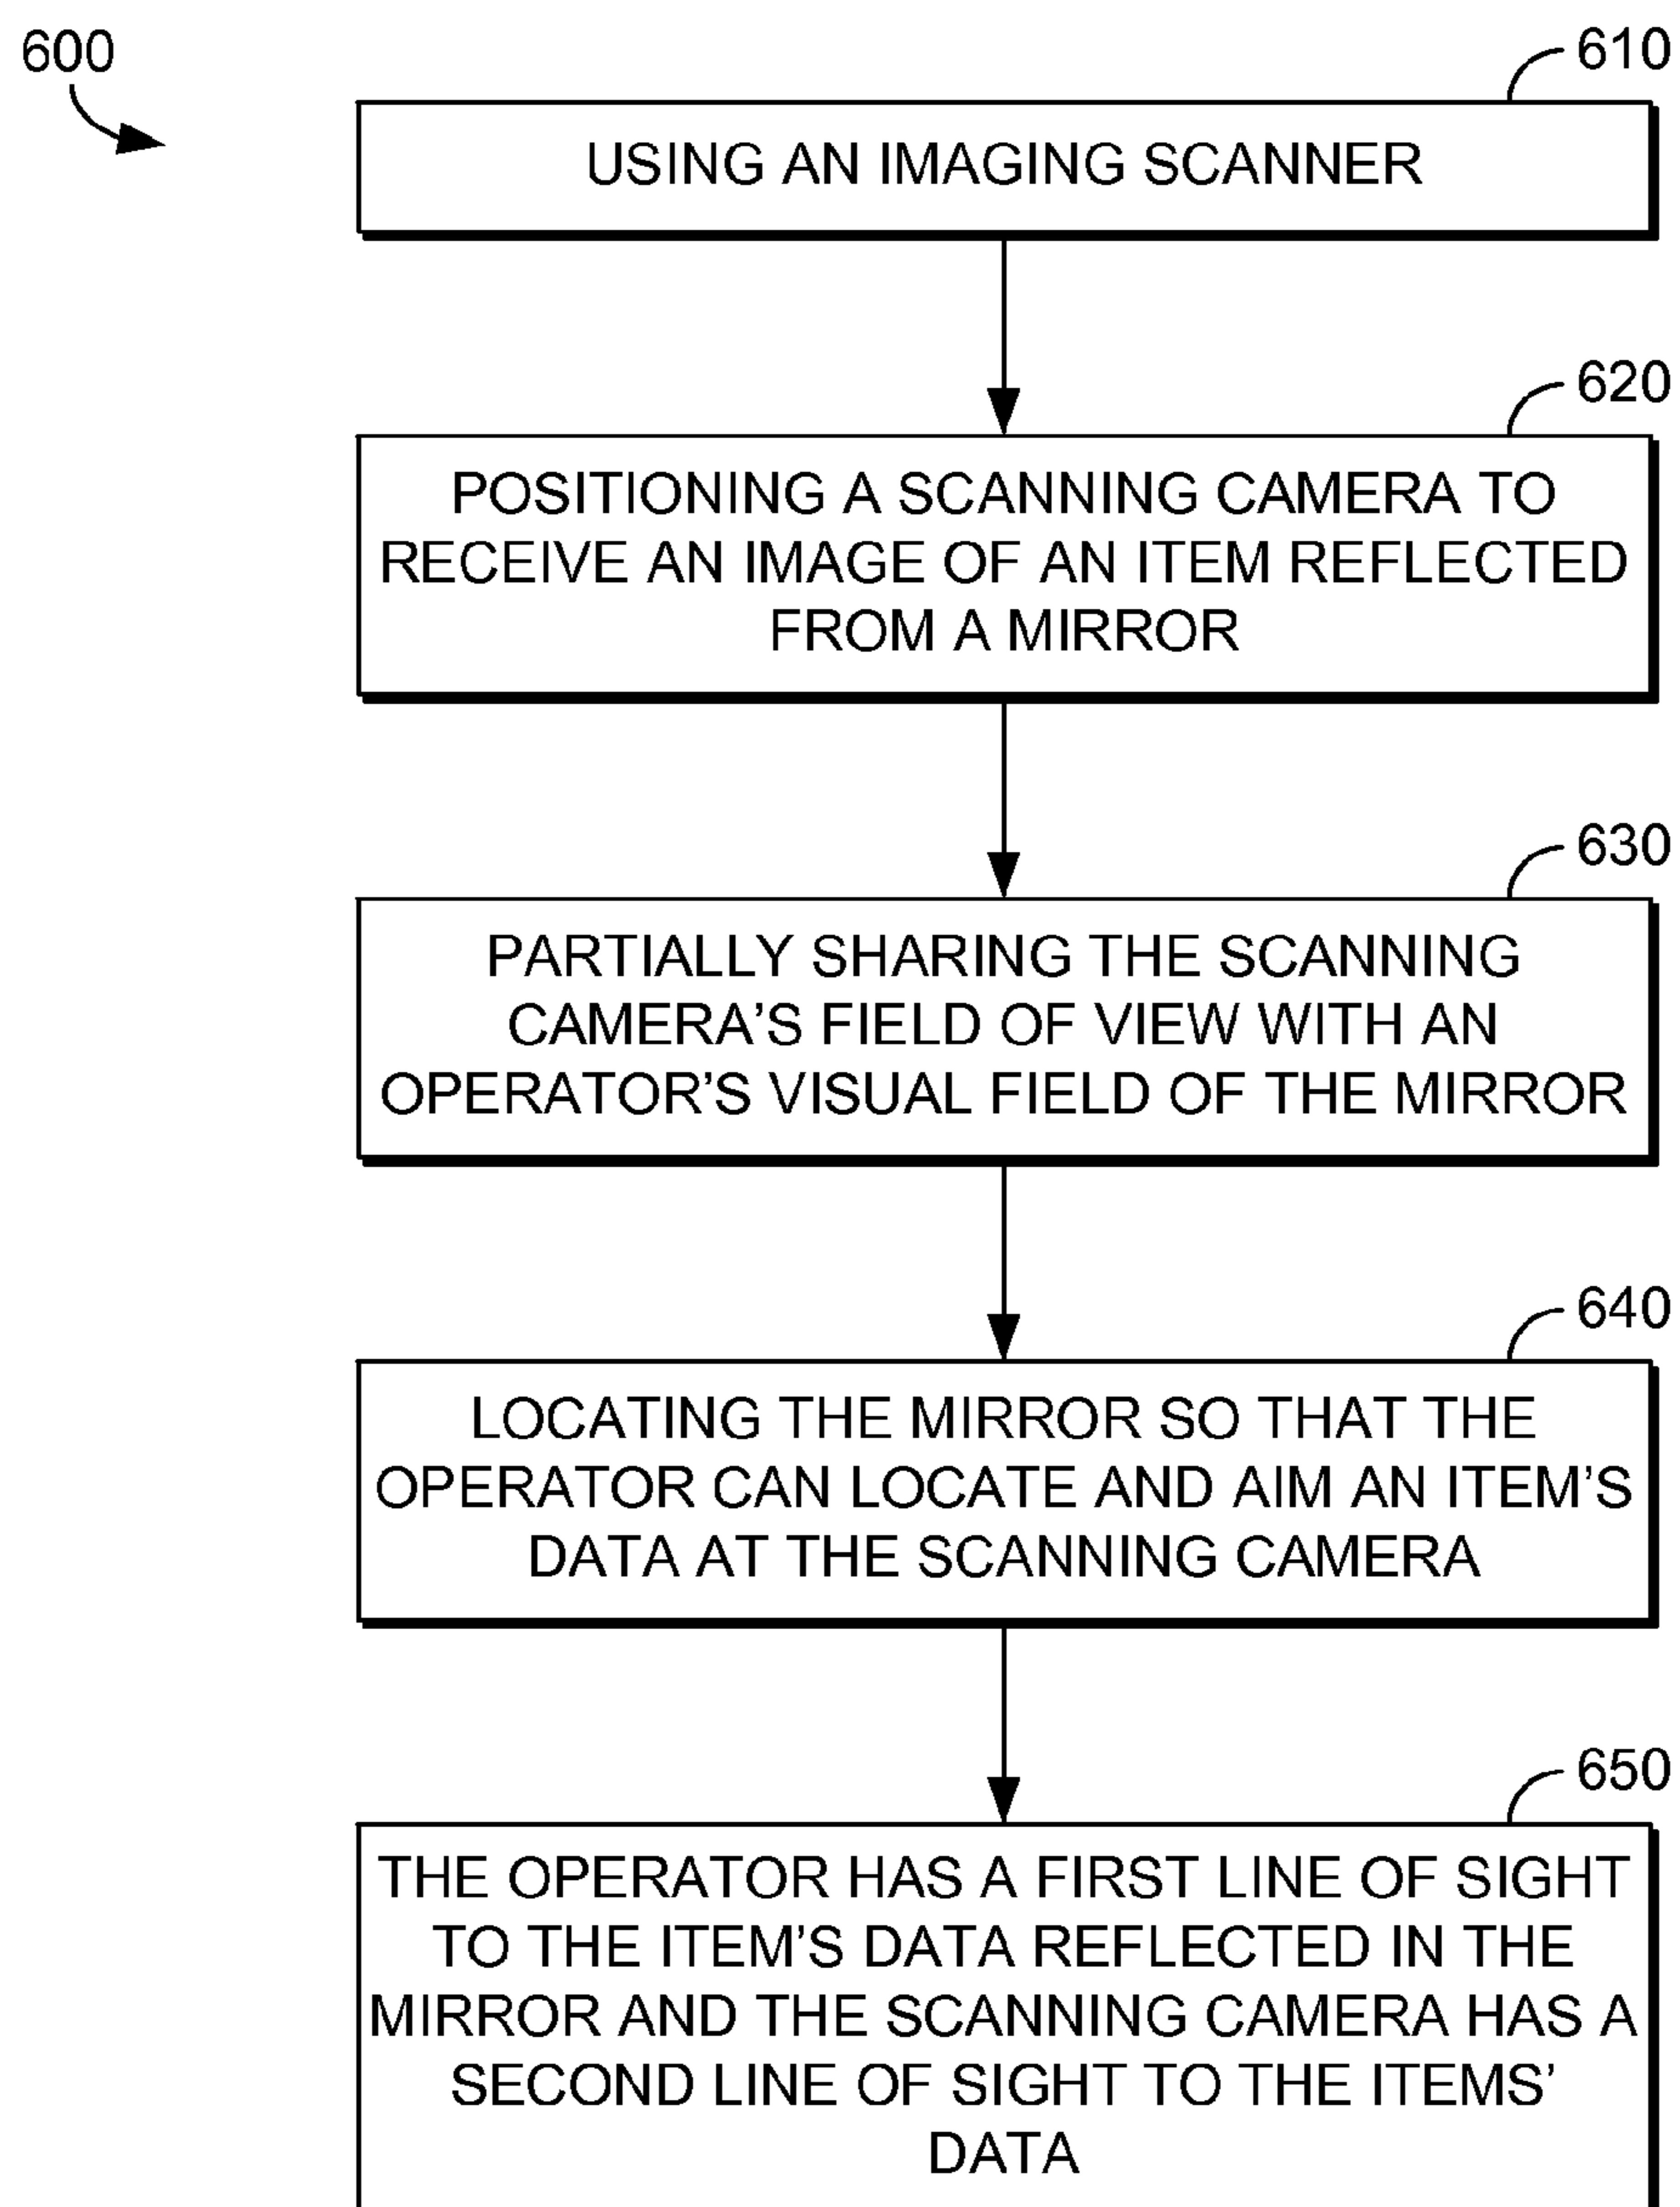 600
610
USING AN IMAGING SCANNER
620
POSITIONING A SCANNING CAMERA TO
RECEIVE AN IMAGE OF AN ITEM REFLECTED
FROM A MIRROR
630
PARTIALLY SHARING THE SCANNING
CAMERA’S FIELD OF VIEW WITH AN
OPERATOR’S VISUAL FIELD OF THE MIRROR
640
LOCATING THE MIRROR SO THAT THE
OPERATOR CAN LOCATE AND AIM AN ITEM’S
DATA AT THE SCANNING CAMERA
650
THE OPERATOR HAS A FIRST LINE OF SIGHT
TO THE ITEM’S DATA REFLECTED IN THE
MIRROR AND THE SCANNING CAMERA HAS A
SECOND LINE OF SIGHT TO THE ITEMS’
DATA